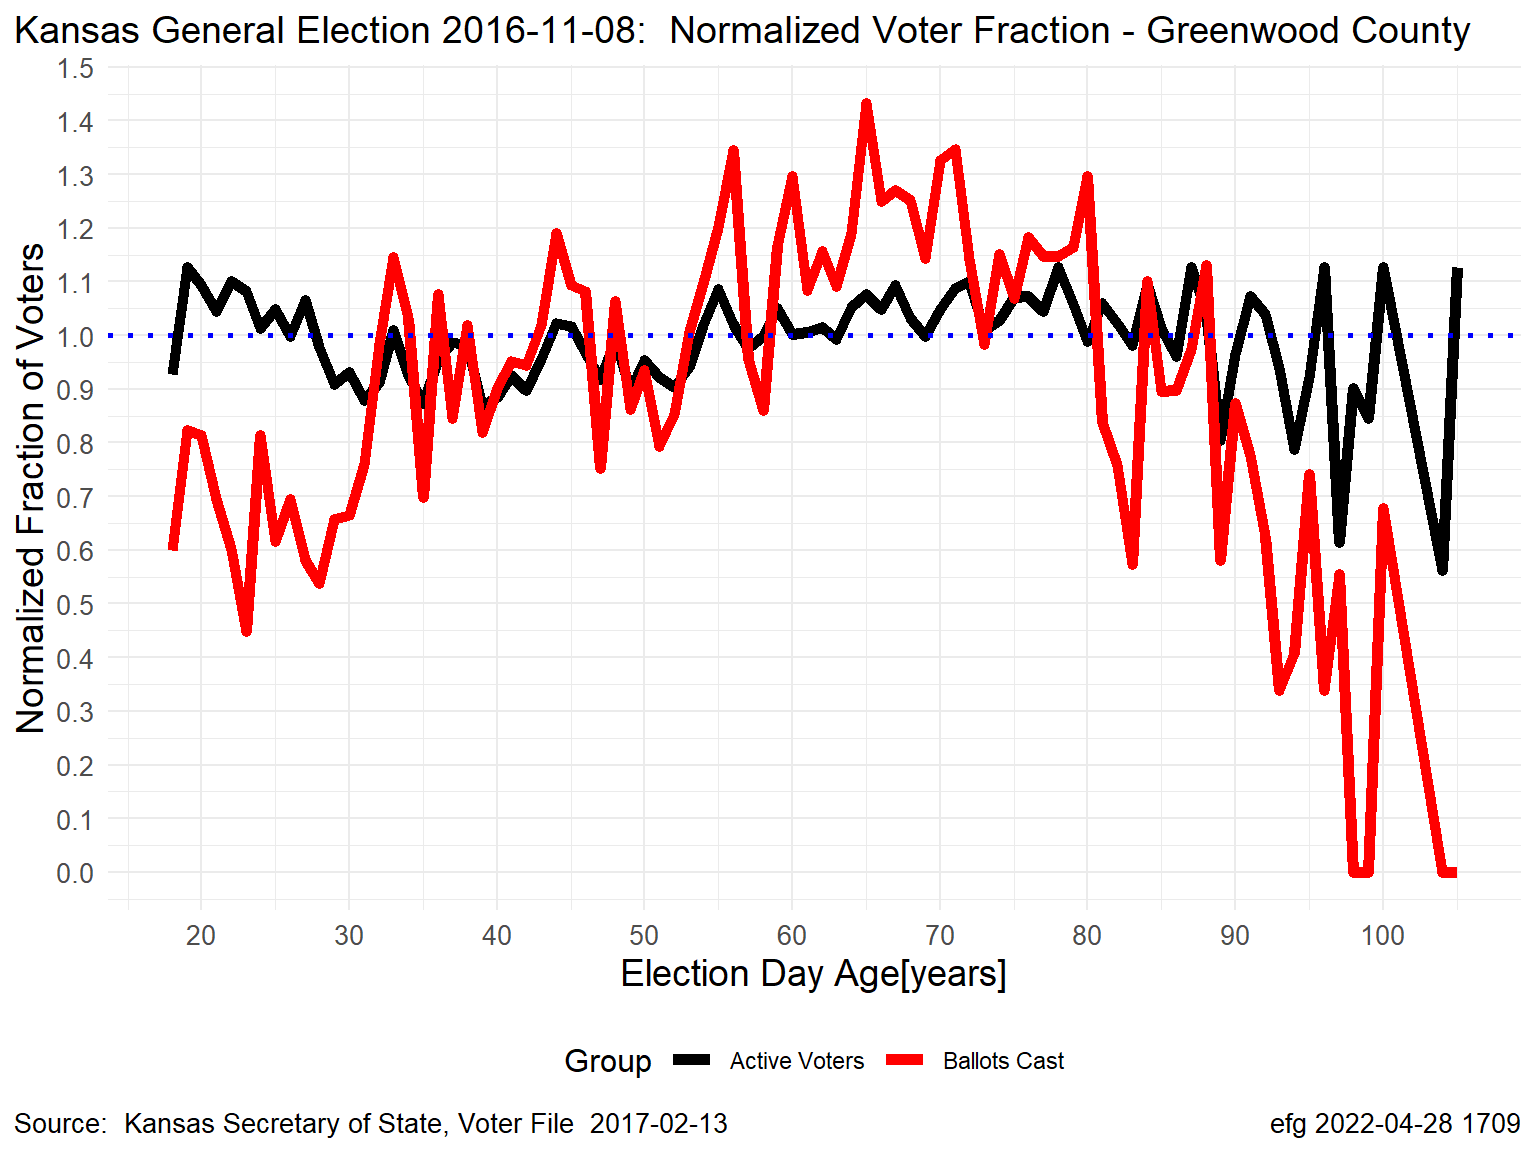 Kansas General Election 2016-11-08:  Normalized Voter Fraction - Greenwood County
Normalized Fraction of Voters
1.5
1.4
1.3
1.2
1.1
1.0
0.9
0.8
0.7
0.6
0.5
0.4
0.3
0.2
0.1
0.0
20 30 40 50 60 70 80 90 100
Election Day Age[years]
Group Active Voters Ballots Cast
Source:  Kansas Secretary of State, Voter File  2017-02-13 efg 2022-04-28 1709